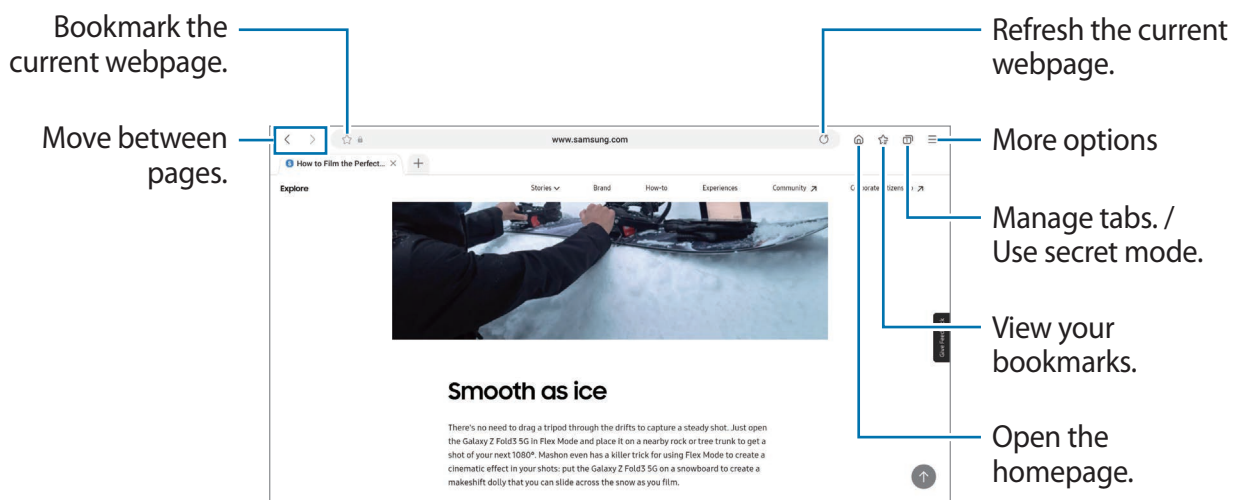 Bookmark the
current webpage.
Refresh the current
webpage.
Move between
pages.
www.samsung.com
More options
How to Film the Perfect...
Explore
Stories
Brand
How-to
Experiences
Community
Manage tabs. /
Use secret mode.
View your
bookmarks.
Smooth as ice
There's no need to drag a tripod through the drifts to capture a steady shot. Just open
the Galaxy Z Fold3 5G in Flex Mode and place it on a nearby rock or tree trunk to get a
shot of your next 1080°. Mashon even has a killer trick for using Flex Mode to create a
cinematic effect in your shots: put the Galaxy Z Fold3 5G on a snowboard to create a
makeshift dolly that you can slide across the snow as you film.
Open the
homepage.